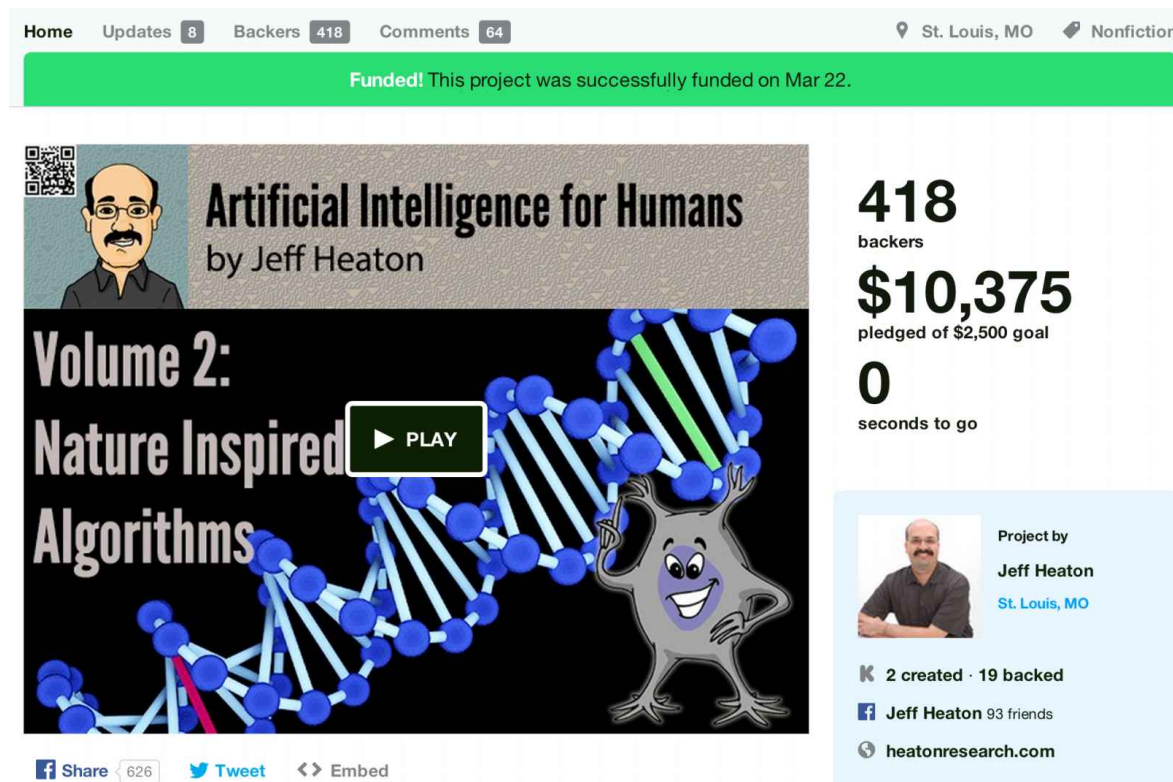 Home Updates 8 Backers 418 Comments 64 St. Louis, MO Nonfiction
Funded! This project was successfully funded on Mar 22.
Artificial Intelligence for Humans
by Jeff Heaton
Volume 2:
Nature Inspired
Algorithms
PLAY
418
backers
$10,375
pledged of $2,500 goal
0
seconds to go
Project by
Jeff Heaton
St. Louis, MO
2 created · 19 backed
Jeff Heaton 93 friends
heatonresearch.com
Share 626 Tweet Embed